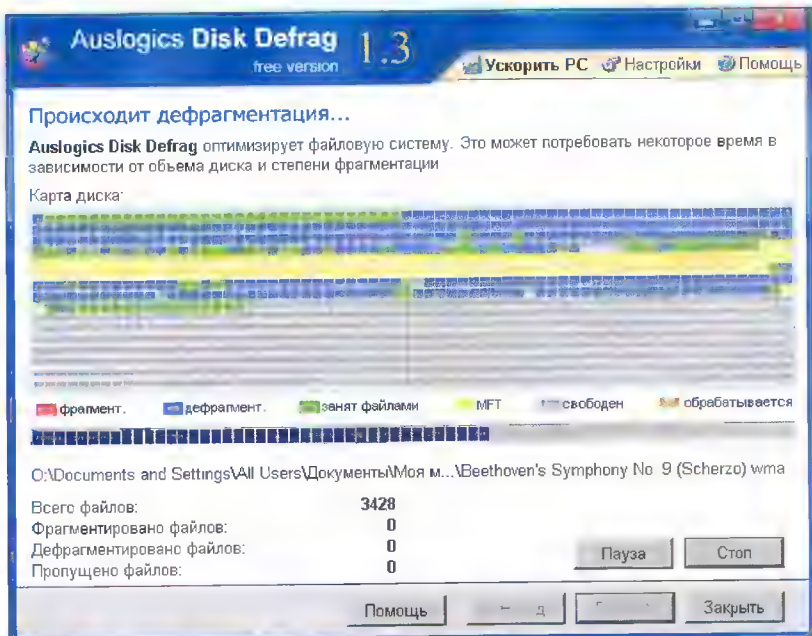 Auslogics Disk Defrag 1.3
free version
Ускорить PC Настройки Помощь
Происходит дефрагментация...
Auslogics Disk Defrag оптимизирует файловую систему. Это может потребовать некоторое время в
зависимости от объема диска и степени фрагментации
Карта диска:
фрагмент. дефрагмент. занят файлами MFT свободен обрабатывается
O:\Documents and Settings\All Users\Документы\Моя м...\Beethoven's Symphony No 9 (Scherzo) wma
Всего файлов: 3428
Фрагментировано файлов: 0
Дефрагментировано файлов: 0
Пропущено файлов: 0
Пауза Стоп
Помощь Закрыть